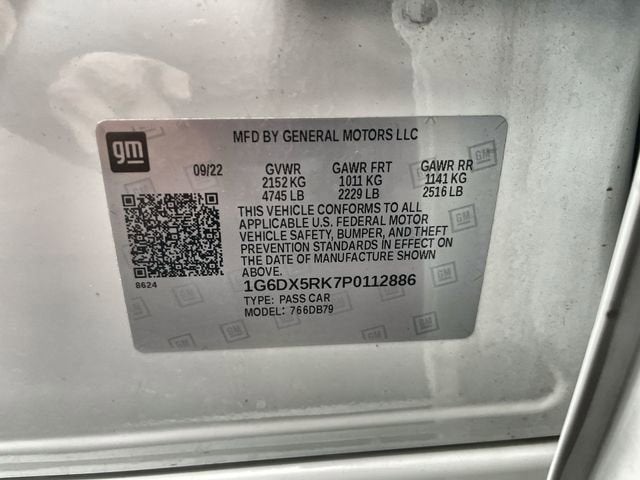 gm
MFD BY GENERAL MOTORS LLC
09/22 GVWR GAWR FRT GAWR RR
2152 KG 1011 KG 1141 KG
4745 LB 2229 LB 2516 LB
THIS VEHICLE CONFORMS TO ALL
APPLICABLE U.S. FEDERAL MOTOR
VEHICLE SAFETY, BUMPER, AND THEFT
PREVENTION STANDARDS IN EFFECT ON
THE DATE OF MANUFACTURE SHOWN
ABOVE.
8624
1G6DX5RK7P0112886
TYPE: PASS CAR
MODEL: 766DB79